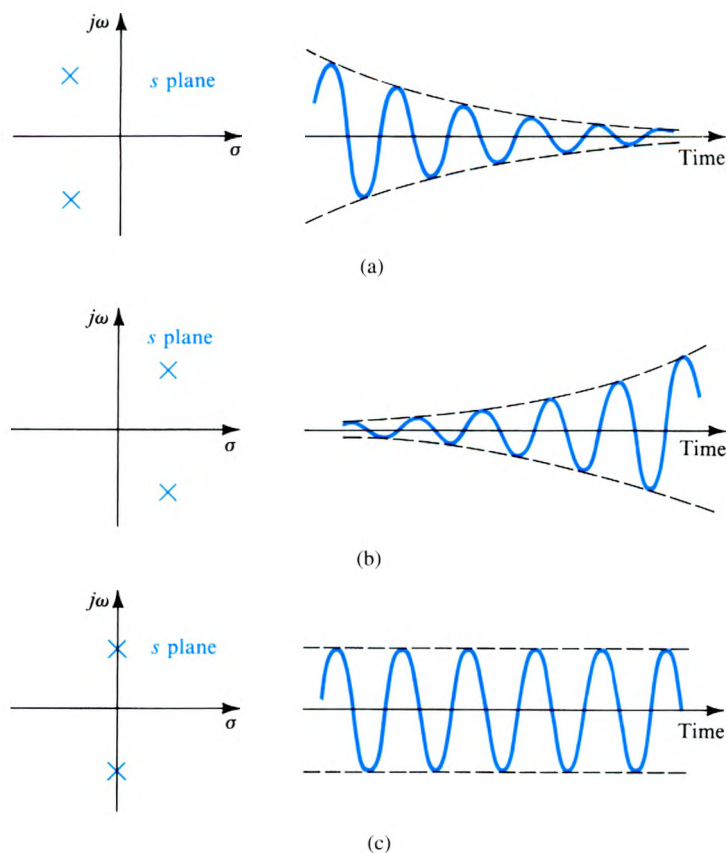 jω
s plane
σ
Time
(a)
jω
s plane
σ
Time
(b)
jω
s plane
σ
Time
(c)